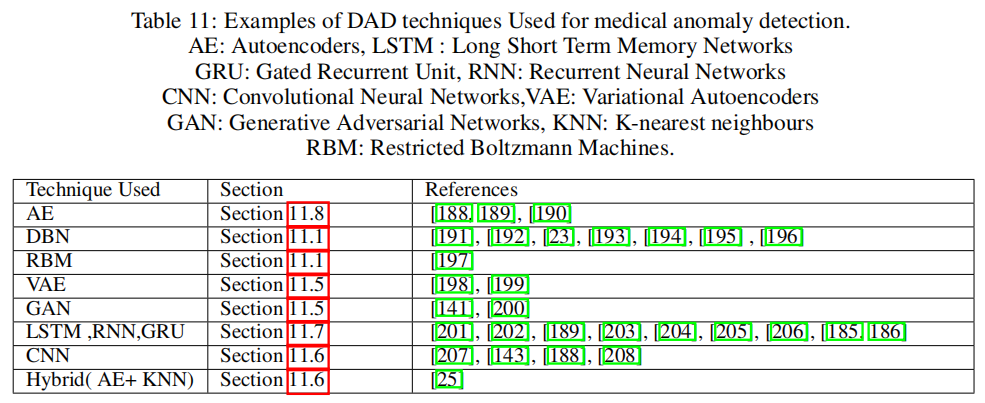 Table 11: Examples of DAD techniques Used for medical anomaly detection.
AE: Autoencoders, LSTM : Long Short Term Memory Networks
GRU: Gated Recurrent Unit, RNN: Recurrent Neural Networks
CNN: Convolutional Neural Networks,VAE: Variational Autoencoders
GAN: Generative Adversarial Networks, KNN: K-nearest neighbours
RBM: Restricted Boltzmann Machines.
Technique Used Section References
AE Section 11.8 [188, 189] , [190]
DBN Section 11.1 [191] , [192] , [23] , [193] , [194] , [195] , [196]
RBM Section 11.1 [197]
VAE Section 11.5 [198] , [199]
GAN Section 11.5 [141] , [200]
LSTM ,RNN,GRU Section 11.7 [201] , [202] , [189] , [203] , [204] , [205] , [206] , [185, 186]
CNN Section 11.6 [207] , [143] , [188] , [208]
Hybrid( AE+ KNN) Section 11.6 [25]